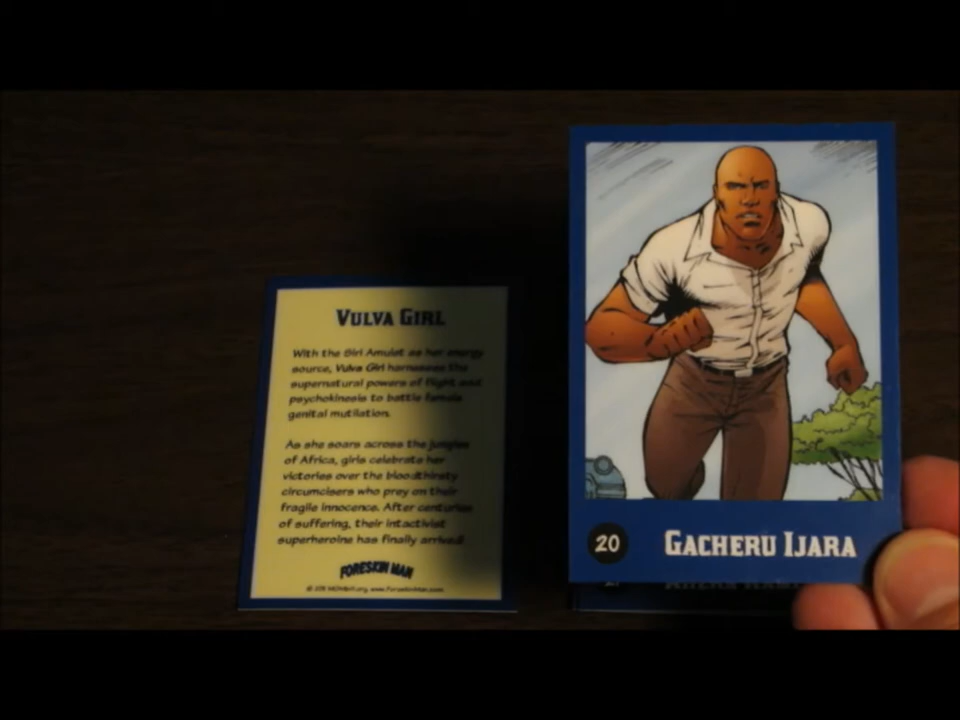 VULVA GIRL
With the Girl Amulet as her energy
source, Vulva Girl harnesses the
supernatural powers of flight and
psychokinesis to battle female
genital mutilation.
As she soars across the jungles
of Africa, girls celebrate her
victories over the bloodthirsty
circumcisers who prey on their
fragile innocence. After centuries
of suffering, their intactivist
superheroine has finally arrived!
FORESKIN MAN
www.ForeskinMan.com
20
GACHERU IJARA